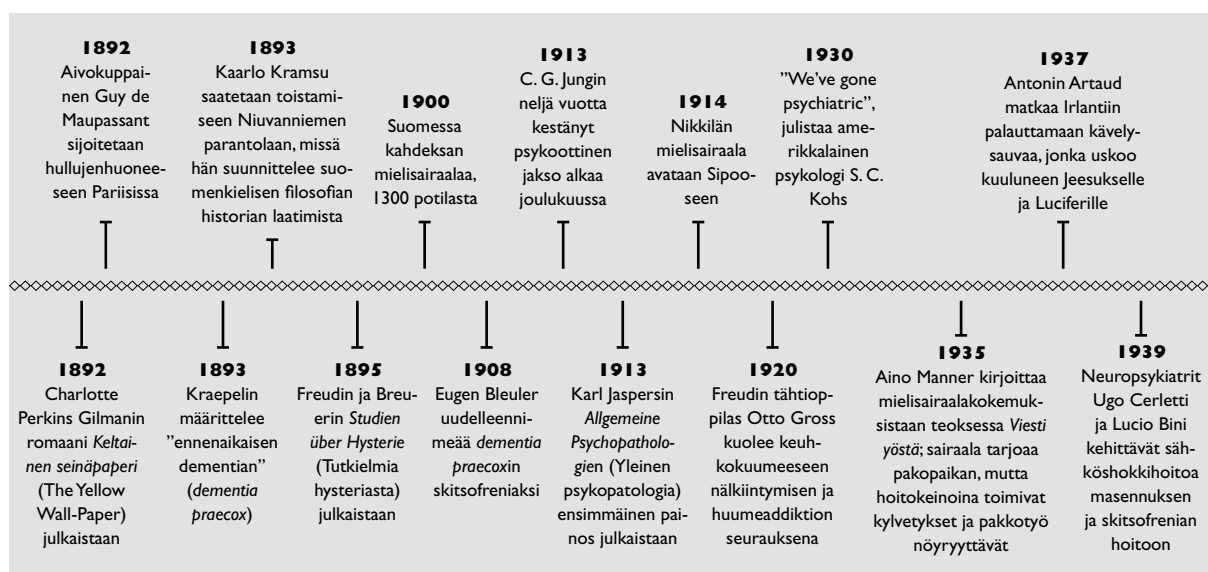 1892
Aivokuppai-
nen Guy de
Maupassant
sijoitetaan
hullujenhuonee-
seen Pariisissa
1893
Kaarlo Kramsu
saatetaan toistami-
seen Niuvanniemen
parantolaan, missä
hän suunnittelee suo-
menkielisen filosofian
historian laatimista
1900
Suomessa
kahdeksan
mielisairaalaa,
1300 potilasta
1913
C. G. Jungin
neljä vuotta
kestänyt
psykoottinen
jakso alkaa
joulukuussa
1914
Nikkilän
mielisairaala
avataan Sipoo-
seen
1930
”We’ve gone
psychiatric”,
julistaa ame-
rikkalainen
psykologi S. C.
Kohs
1937
Antonin Artaud
matkaa Irlantiin
palauttamaan kävely-
sauvaa, jonka uskoo
kuuluneen Jeesukselle
ja Luciferille
1892
Charlotte
Perkins Gilmanin
romaani Keltai-
nen seinäpaperi
(The Yellow
Wall-Paper)
julkaistaan
1893
Kraepelin
määrittelee
”ennenaikaisen
dementian”
(dementia
praecox)
1895
Freudin ja Breu-
erin Studien
über Hysterie
(Tutkielmia
hysteriasta)
julkaistaan
1908
Eugen Bleuler
uudelleenni-
meää dementia
praecoxin
skitsofreniaksi
1913
Karl Jaspersin
Allgemeine
Psychopatholo-
gien (Yleinen
psykopatologia)
ensimmäinen pai-
nos julkaistaan
1920
Freudin tähtiop-
pilas Otto Gross
kuolee keuh-
kokuumeeseen
nälkiintymisen ja
huumeaddiktion
seurauksena
1935
Aino Manner kirjoittaa
mielisairaalakokemuk-
sistaan teoksessa Viesti
yöstä; sairaala tarjoaa
pakopaikan, mutta
hoitokeinoina toimivat
kylvetykset ja pakkotyö
nöyryyttävät
1939
Neuropsykiatrit
Ugo Cerletti
ja Lucio Bini
kehittävät säh-
köshokkihoitoa
masennuksen
ja skitsofrenian
hoitoon